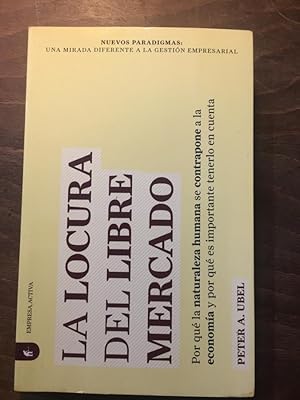 NUEVOS PARADIGMAS:
UNA MIRADA DIFERENTE A LA GESTIÓN EMPRESARIAL
LA LOCURA
DEL LIBRE
MERCADO
Por qué la naturaleza humana se contrapone a la
economía y por qué es importante tenerlo en cuenta
PETER A. UBEL
EMPRESA ACTIVA